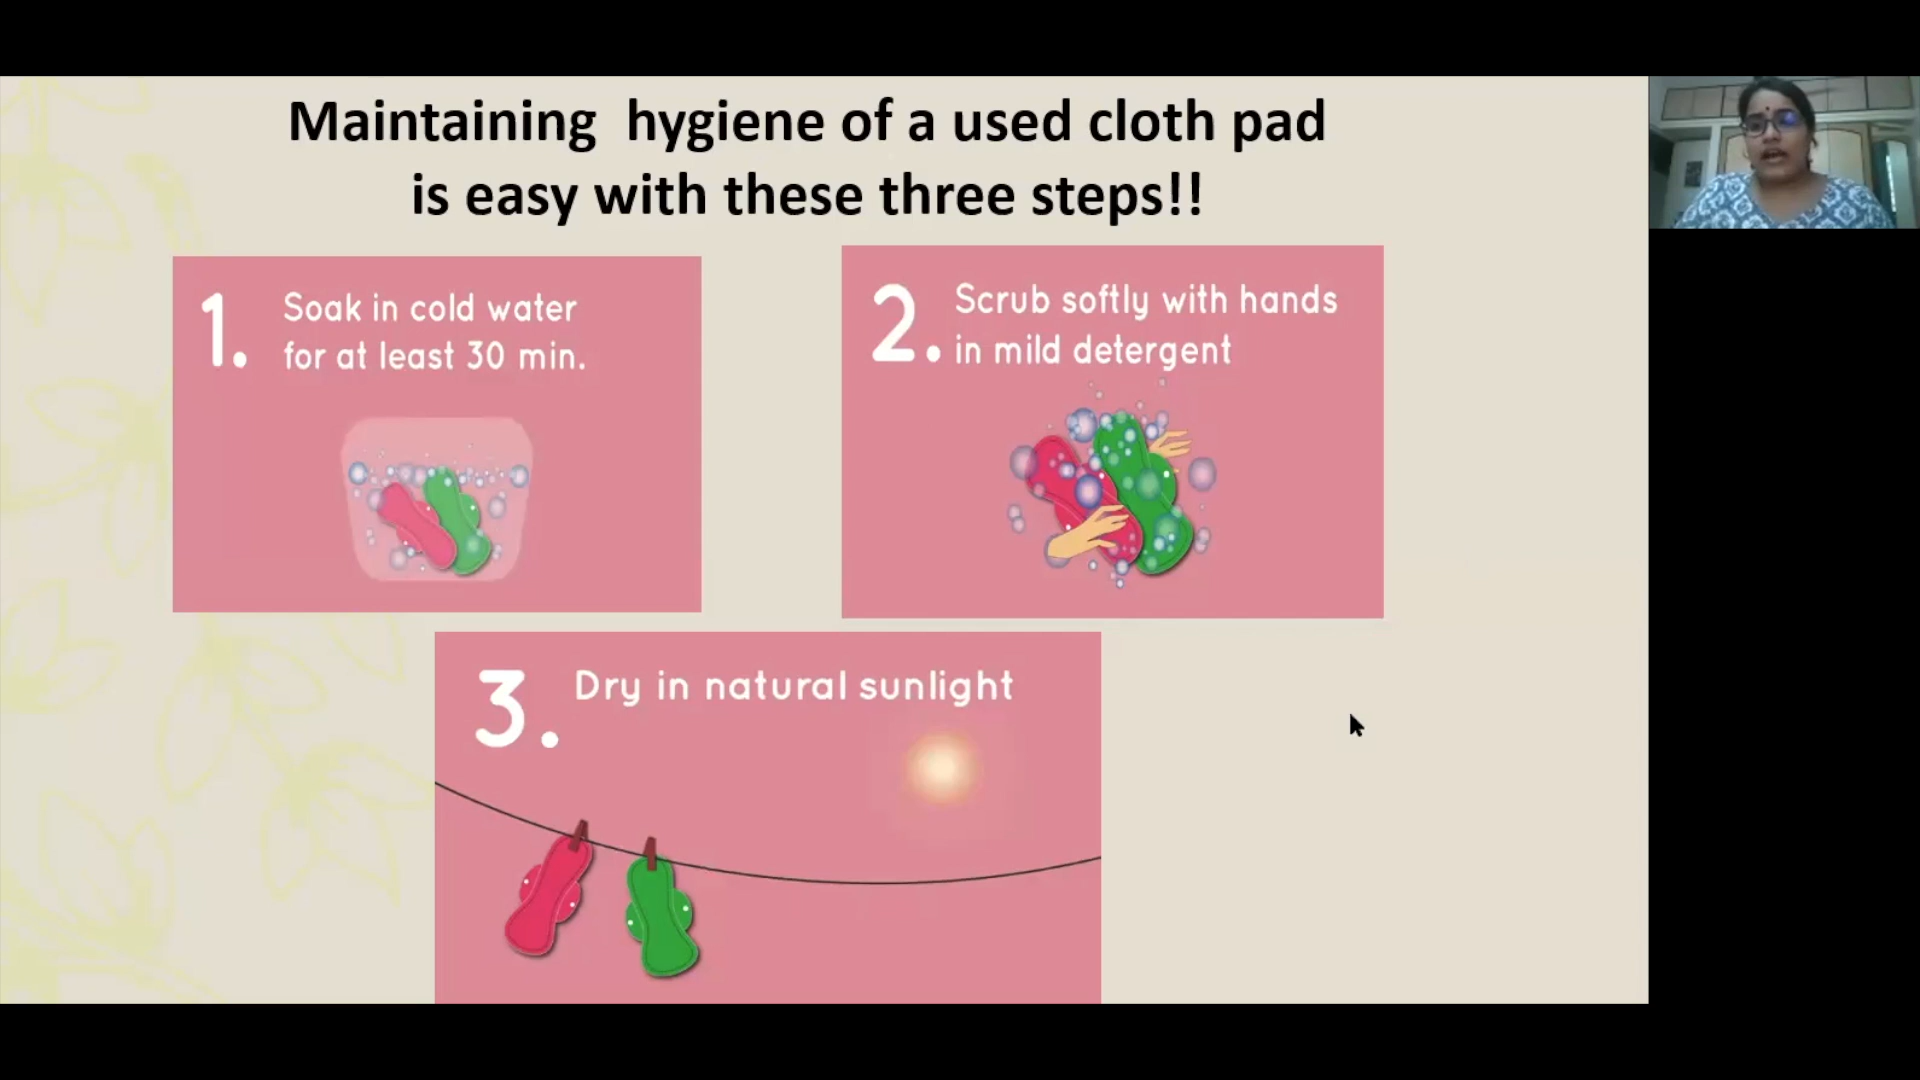 Maintaining hygiene of a used cloth pad
is easy with these three steps!!
1. Soak in cold water
for at least 30 min.
2. Scrub softly with hands
in mild detergent
3. Dry in natural sunlight